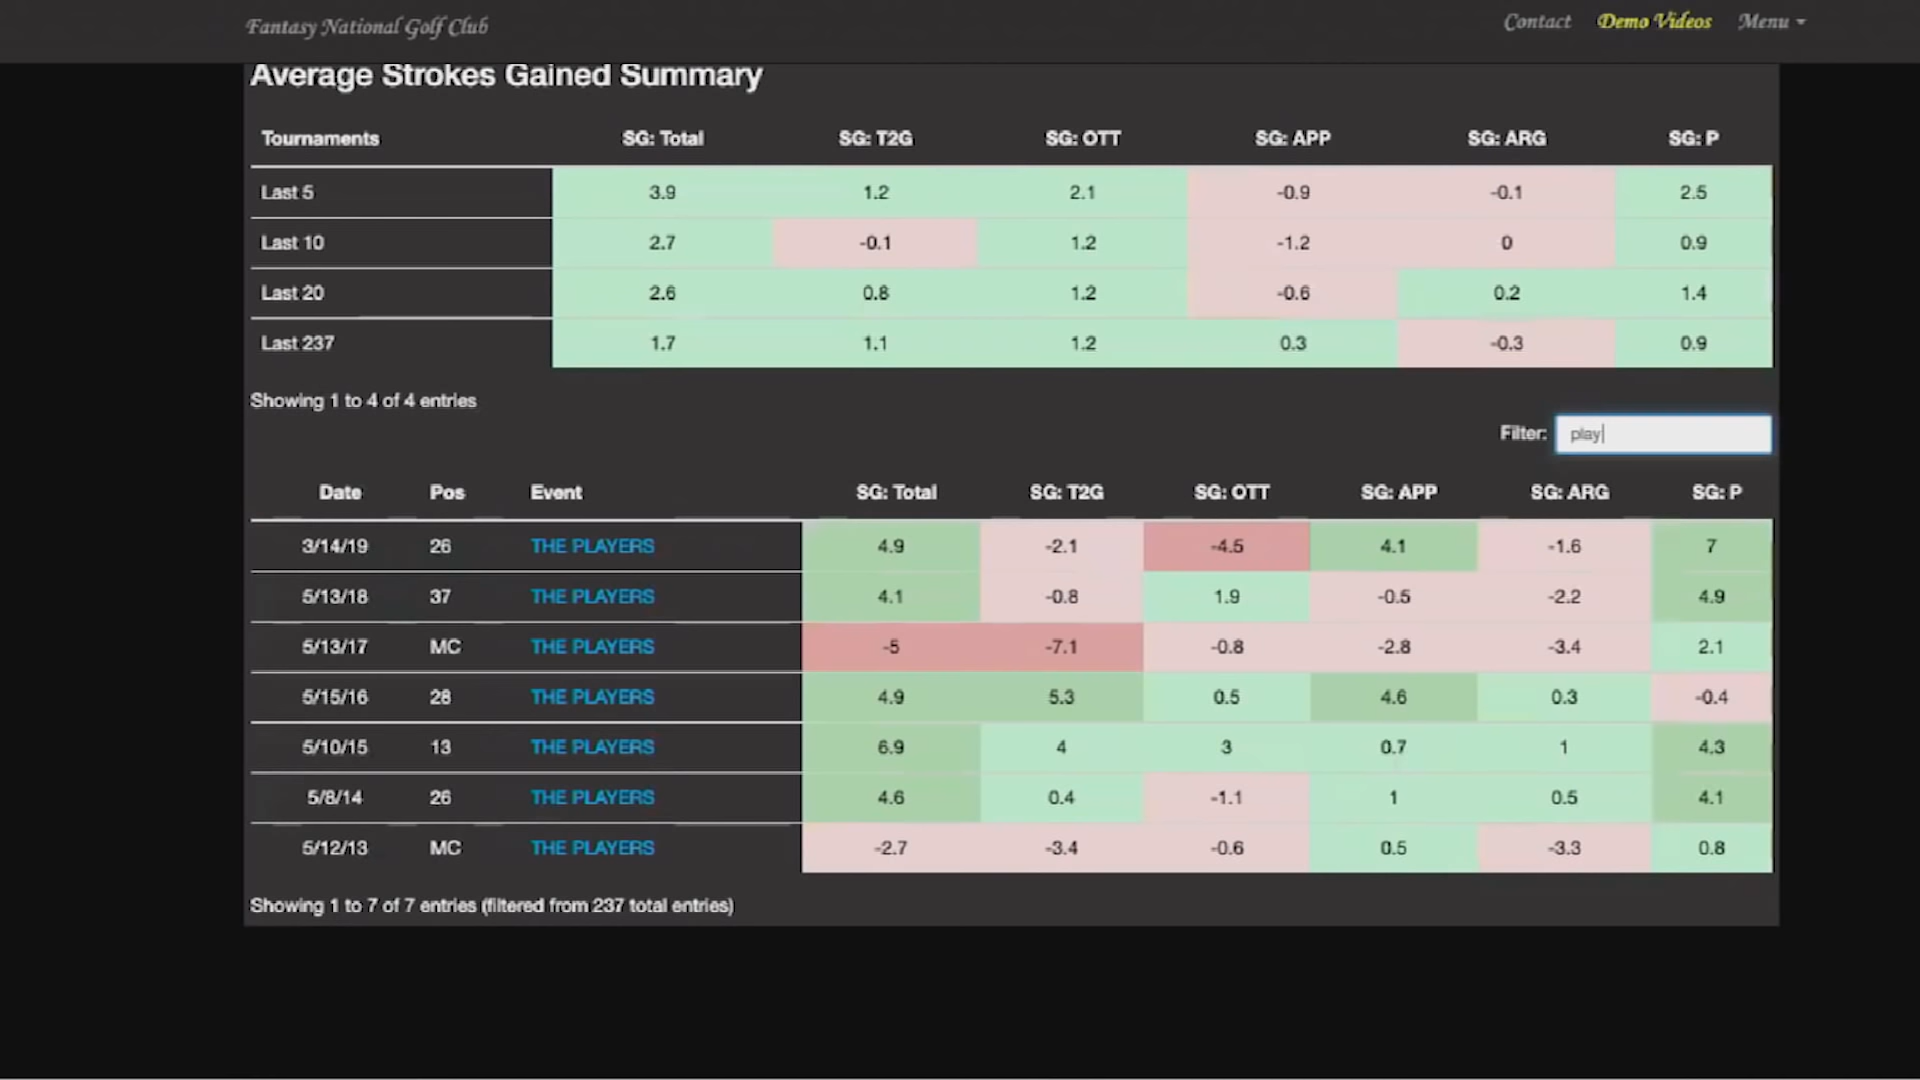 Fantasy National Golf Club Contact Demo Videos Menu
Average Strokes Gained Summary
Tournaments SG: Total SG: T2G SG: OTT SG: APP SG: ARG SG: P
Last 5 3.9 1.2 2.1 -0.9 -0.1 2.5
Last 10 2.7 -0.1 1.2 -1.2 0 0.9
Last 20 2.6 0.8 1.2 -0.6 0.2 1.4
Last 237 1.7 1.1 1.2 0.3 -0.3 0.9
Showing 1 to 4 of 4 entries
Filter: play
Date Pos Event SG: Total SG: T2G SG: OTT SG: APP SG: ARG SG: P
3/14/19 26 THE PLAYERS 4.9 -2.1 -4.5 4.1 -1.6 7
5/13/18 37 THE PLAYERS 4.1 -0.8 1.9 -0.5 -2.2 4.9
5/13/17 MC THE PLAYERS -5 -7.1 -0.8 -2.8 -3.4 2.1
5/15/16 28 THE PLAYERS 4.9 5.3 0.5 4.6 0.3 -0.4
5/10/15 13 THE PLAYERS 6.9 4 3 0.7 1 4.3
5/8/14 26 THE PLAYERS 4.6 0.4 -1.1 1 0.5 4.1
5/12/13 MC THE PLAYERS -2.7 -3.4 -0.6 0.5 -3.3 0.8
Showing 1 to 7 of 7 entries (filtered from 237 total entries)